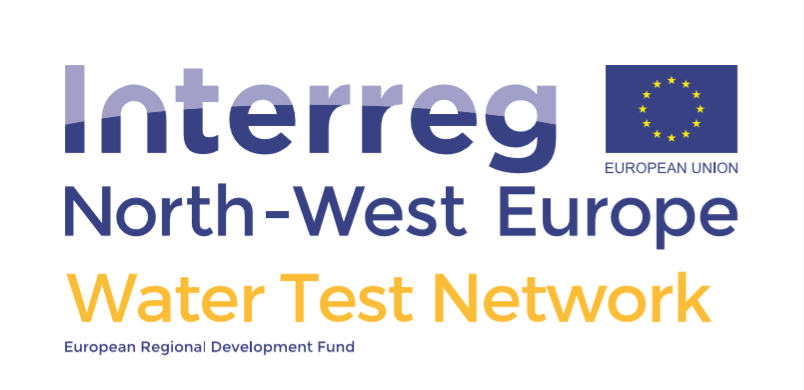 Interreg
EUROPEAN UNION
North-West Europe
Water Test Network
European Regional Development Fund